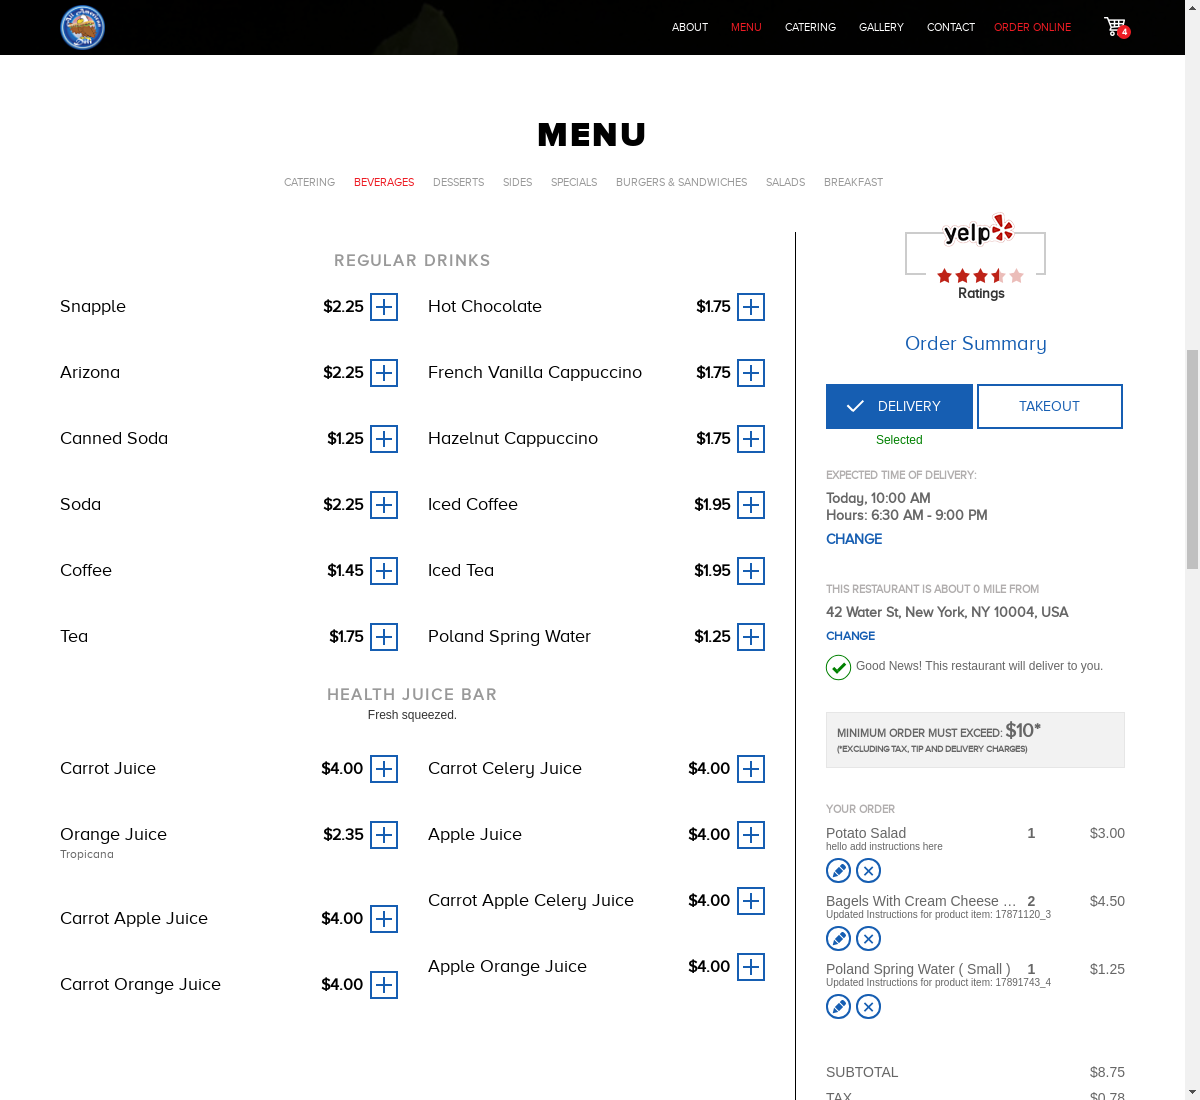 All American
Deli
ABOUT
MENU
CATERING
GALLERY
CONTACT
ORDER ONLINE
4
MENU
CATERING
BEVERAGES
DESSERTS
SIDES
SPECIALS
BURGERS & SANDWICHES
SALADS
BREAKFAST
REGULAR DRINKS
Snapple $2.25
Hot Chocolate $1.75
Arizona $2.25
French Vanilla Cappuccino $1.75
Canned Soda $1.25
Hazelnut Cappuccino $1.75
Soda $2.25
Iced Coffee $1.95
Coffee $1.45
Iced Tea $1.95
Tea $1.75
Poland Spring Water $1.25
HEALTH JUICE BAR
Fresh squeezed.
Carrot Juice $4.00
Carrot Celery Juice $4.00
Orange Juice $2.35
Tropicana
Apple Juice $4.00
Carrot Apple Juice $4.00
Carrot Apple Celery Juice $4.00
Carrot Orange Juice $4.00
Apple Orange Juice $4.00
yelp
Ratings
Order Summary
DELIVERY
TAKEOUT
Selected
EXPECTED TIME OF DELIVERY:
Today, 10:00 AM
Hours: 6:30 AM - 9:00 PM
CHANGE
THIS RESTAURANT IS ABOUT 0 MILE FROM
42 Water St, New York, NY 10004, USA
CHANGE
Good News! This restaurant will deliver to you.
MINIMUM ORDER MUST EXCEED: $10*
(*EXCLUDING TAX, TIP AND DELIVERY CHARGES)
YOUR ORDER
Potato Salad 1 $3.00
hello add instructions here
Bagels With Cream Cheese ... 2 $4.50
Updated Instructions for product item: 17871120_3
Poland Spring Water ( Small ) 1 $1.25
Updated Instructions for product item: 17891743_4
SUBTOTAL $8.75
TAX $0.78